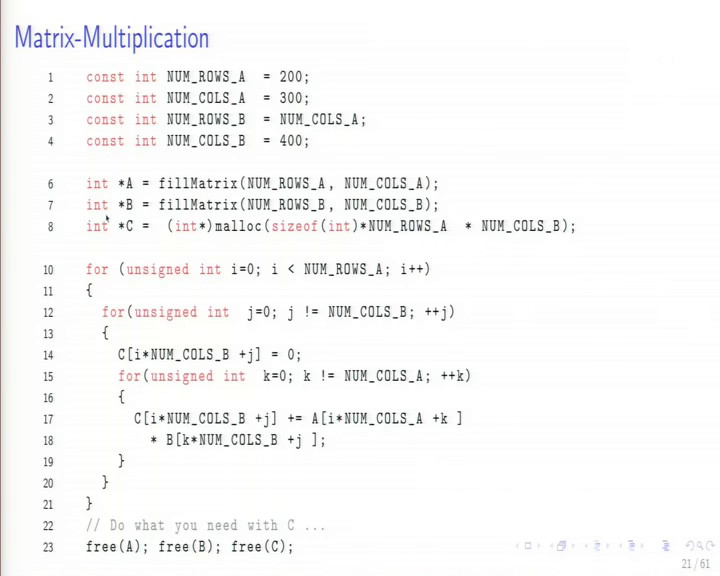 Matrix-Multiplication
1 const int NUM_ROWS_A = 200;
2 const int NUM_COLS_A = 300;
3 const int NUM_ROWS_B = NUM_COLS_A;
4 const int NUM_COLS_B = 400;
6 int *A = fillMatrix(NUM_ROWS_A, NUM_COLS_A);
7 int *B = fillMatrix(NUM_ROWS_B, NUM_COLS_B);
8 int *C = (int*)malloc(sizeof(int)*NUM_ROWS_A * NUM_COLS_B);
10 for (unsigned int i=0; i < NUM_ROWS_A; i++)
11 {
12 for(unsigned int j=0; j != NUM_COLS_B; ++j)
13 {
14 C[i*NUM_COLS_B +j] = 0;
15 for(unsigned int k=0; k != NUM_COLS_A; ++k)
16 {
17 C[i*NUM_COLS_B +j] += A[i*NUM_COLS_A +k ]
18 * B[k*NUM_COLS_B +j ];
19 }
20 }
21 }
22 // Do what you need with C ...
23 free(A); free(B); free(C);
21/61